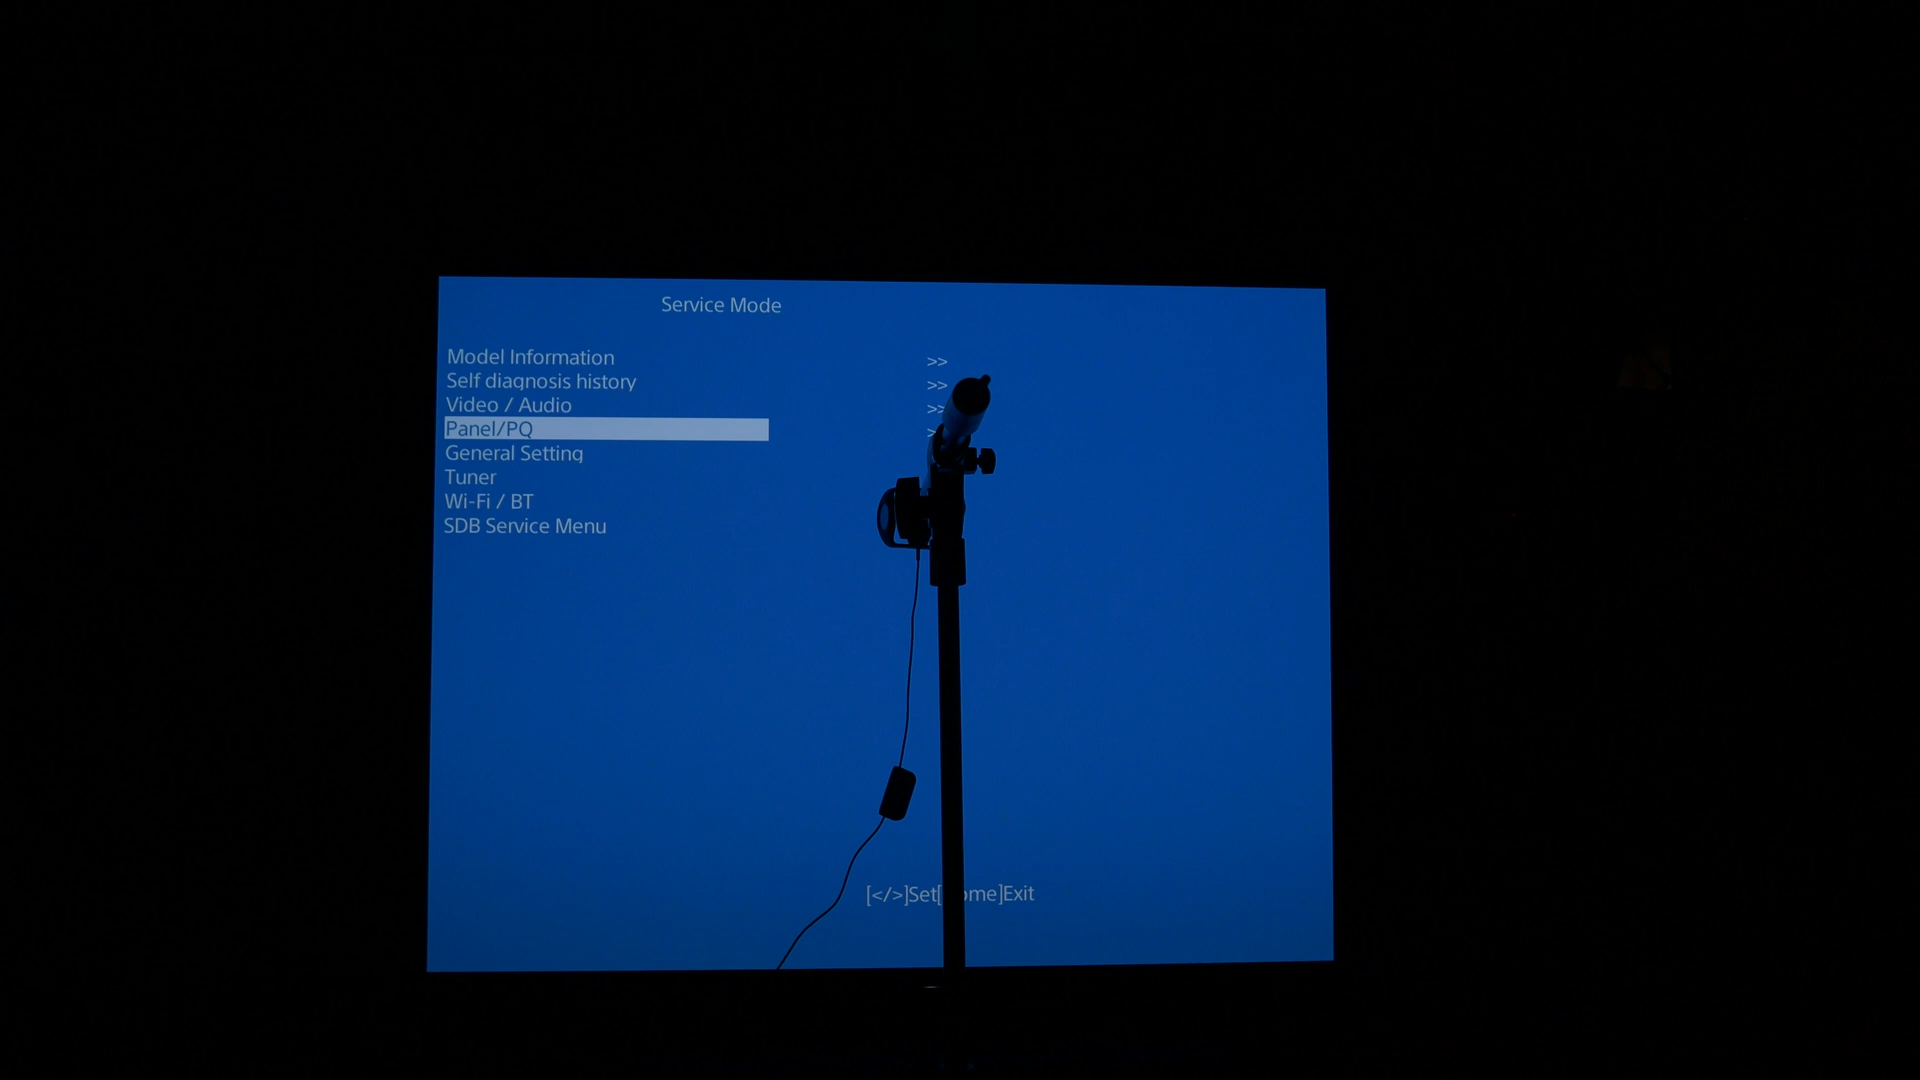 Service Mode
Model Information >>
Self diagnosis history >>
Video / Audio >>
Panel/PQ >
General Setting
Tuner
Wi-Fi / BT
SDB Service Menu
[</>]Set[ ome]Exit